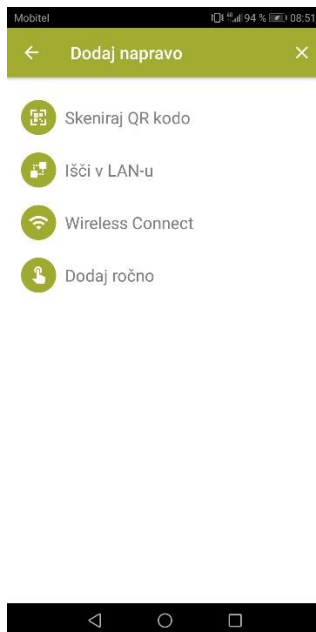 Mobitel 94 % 08:51
Dodaj napravo
Skeniraj QR kodo
Išči v LAN-u
Wireless Connect
Dodaj ročno